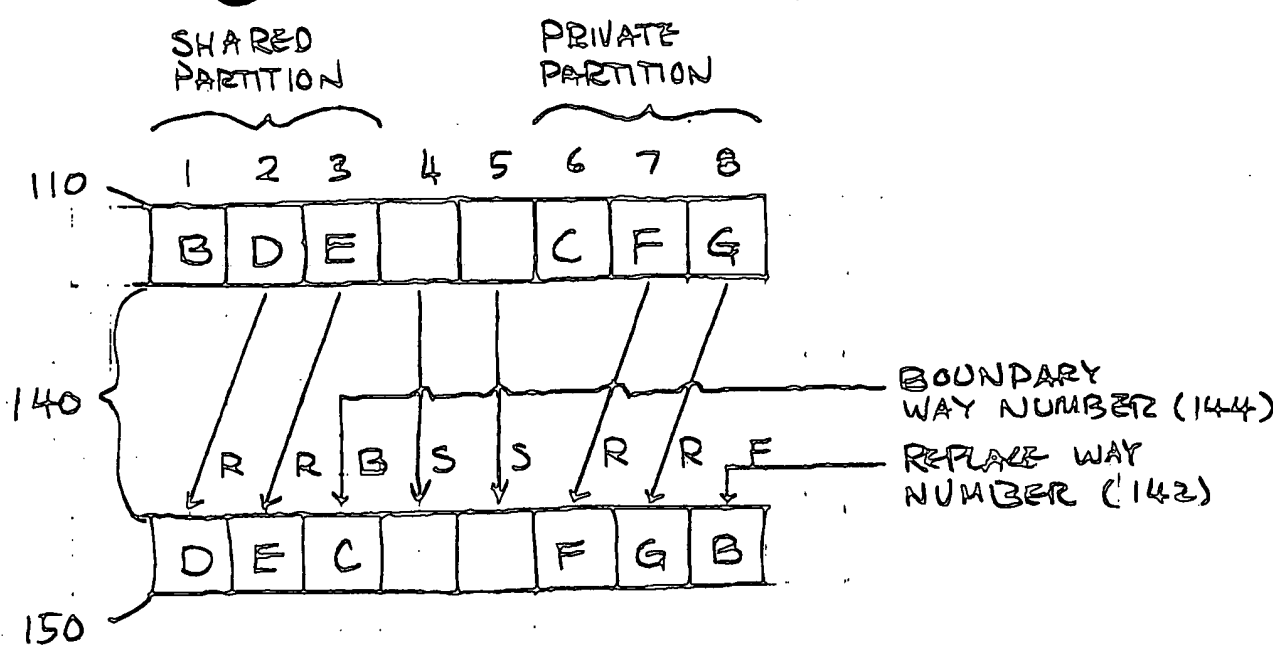 SHARED
PARTITION
PRIVATE
PARTITION
1 2 3 4 5 6 7 8
110
B D E C F G
140
BOUNDARY
WAY NUMBER (144)
R R B S S R R F
REPLACE WAY
NUMBER (142)
D E C F G B
150